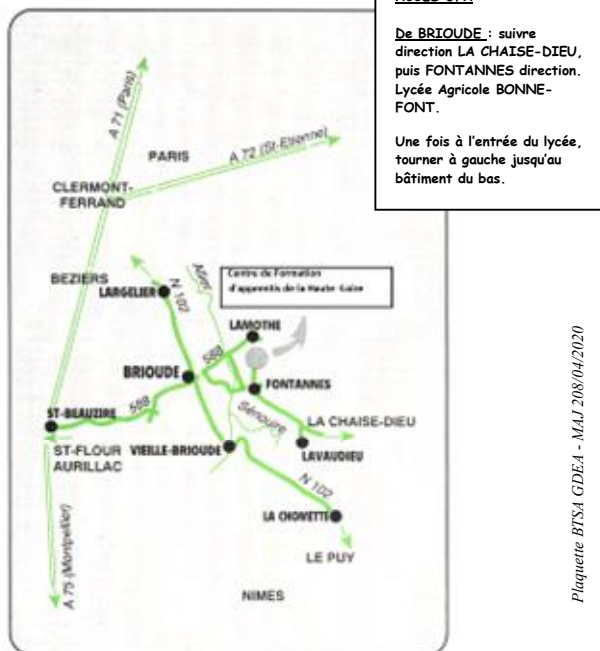 De BRIOUDE : suivre
direction LA CHAISE-DIEU,
puis FONTANNES direction.
Lycée Agricole BONNE-
FONT.
Une fois à l'entrée du lycée,
tourner à gauche jusqu'au
bâtiment du bas.
A 71 (Paris)
PARIS
A 72 (St-Etienne)
CLERMONT-
FERRAND
BEZIERS
LARGELIER
N 102
Allier
Centre de Formation
d'apprentis de la Haute-Loire
LAMOTHE
588
BRIOUDE
FONTANNES
588
ST-BEAUZIRE
Sénouire
LA CHAISE-DIEU
ST-FLOUR
AURILLAC
VIEILLE-BRIOUDE
LAVAUDIEU
N 102
LA CHOMETTE
A 75 (Montpellier)
LE PUY
NIMES
Plaquette BTSA GDEA - MAJ 208/04/2020